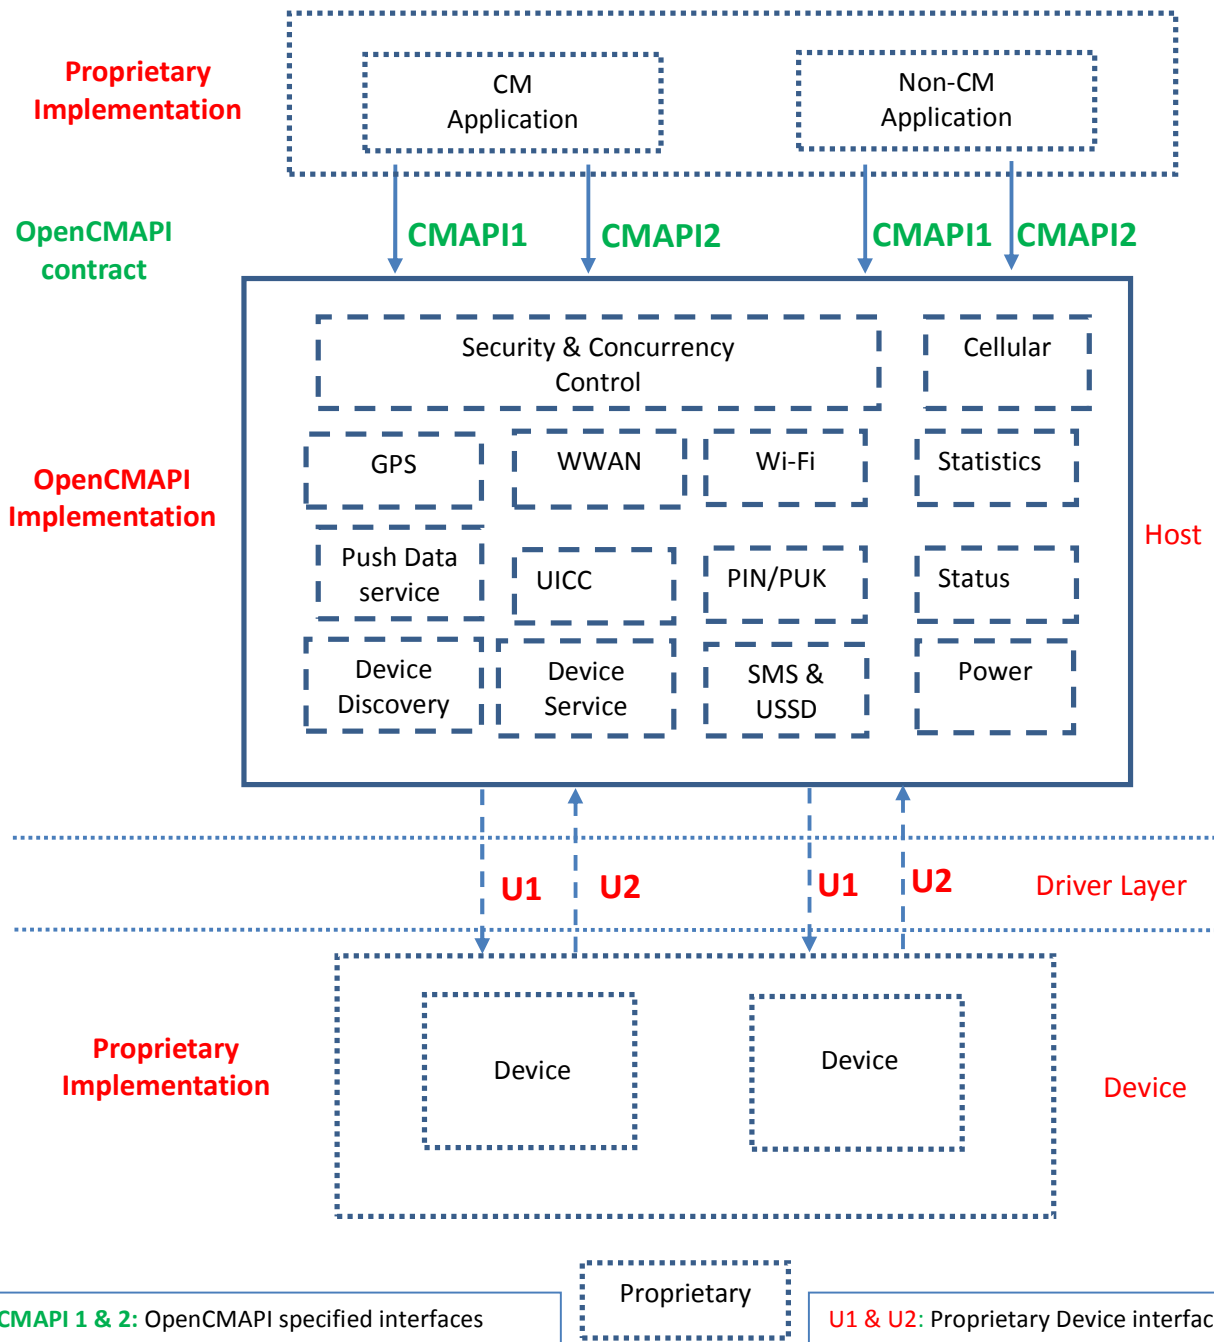 Proprietary
Implementation
CM
Application
Non-CM
Application
OpenCMAPI
contract
CMAPI1
CMAPI2
CMAPI1
CMAPI2
Security & Concurrency
Control
Cellular
OpenCMAPI
Implementation
GPS
WWAN
Wi-Fi
Statistics
Host
Push Data
service
UICC
PIN/PUK
Status
Device
Discovery
Device
Service
SMS &
USSD
Power
U1
U2
U1
U2
Driver Layer
Proprietary
Implementation
Device
Device
Device
Proprietary
CMAPI 1 & 2: OpenCMAPI specified interfaces
U1 & U2: Proprietary Device